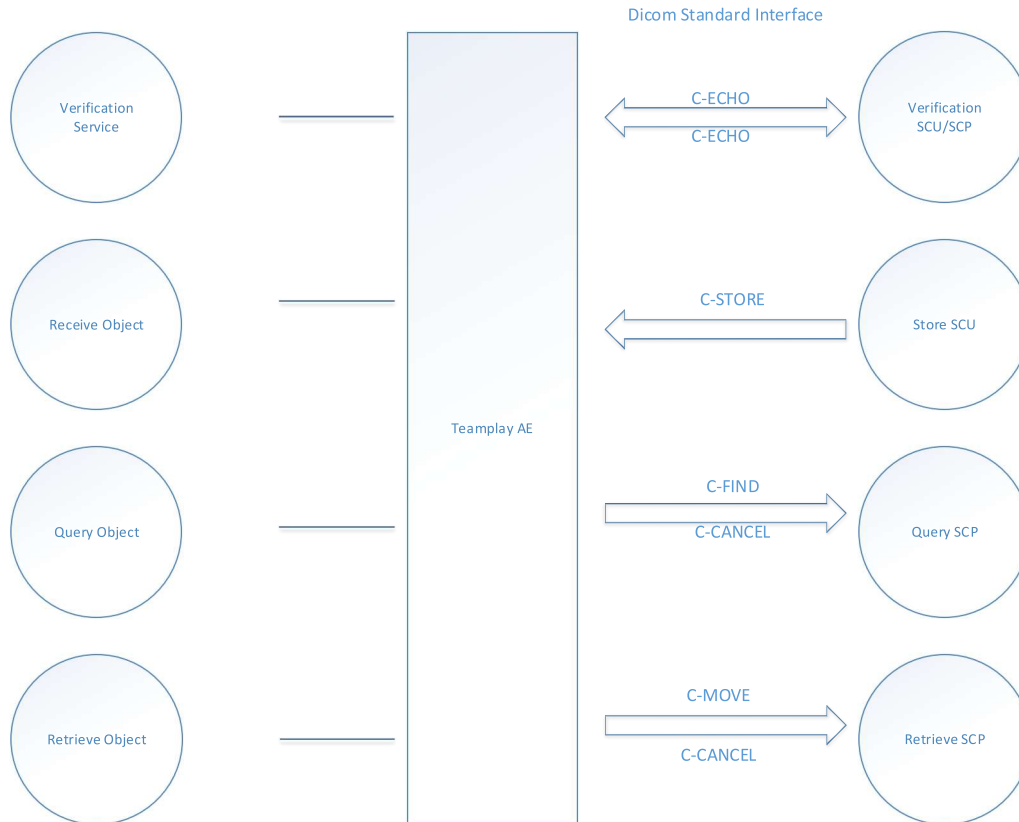 Dicom Standard Interface
Verification
Service
C-ECHO
C-ECHO
Verification
SCU/SCP
Receive Object
C-STORE
Store SCU
Teamplay AE
Query Object
C-FIND
C-CANCEL
Query SCP
Retrieve Object
C-MOVE
C-CANCEL
Retrieve SCP